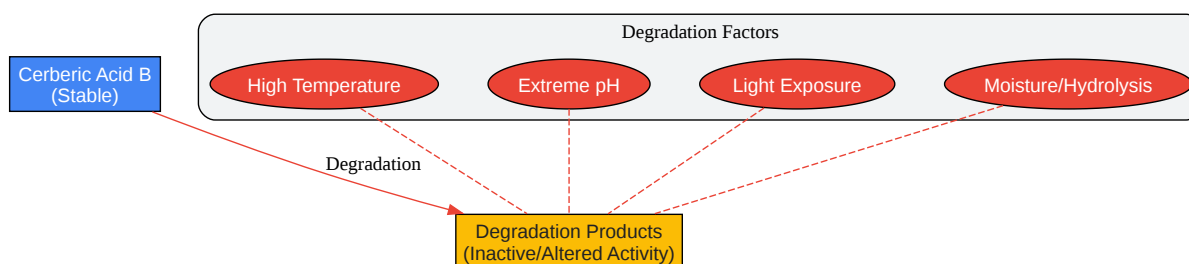 Degradation Factors
Cerberic Acid B
(Stable)
High Temperature
Extreme pH
Light Exposure
Moisture/Hydrolysis
Degradation
Degradation Products
(Inactive/Altered Activity)